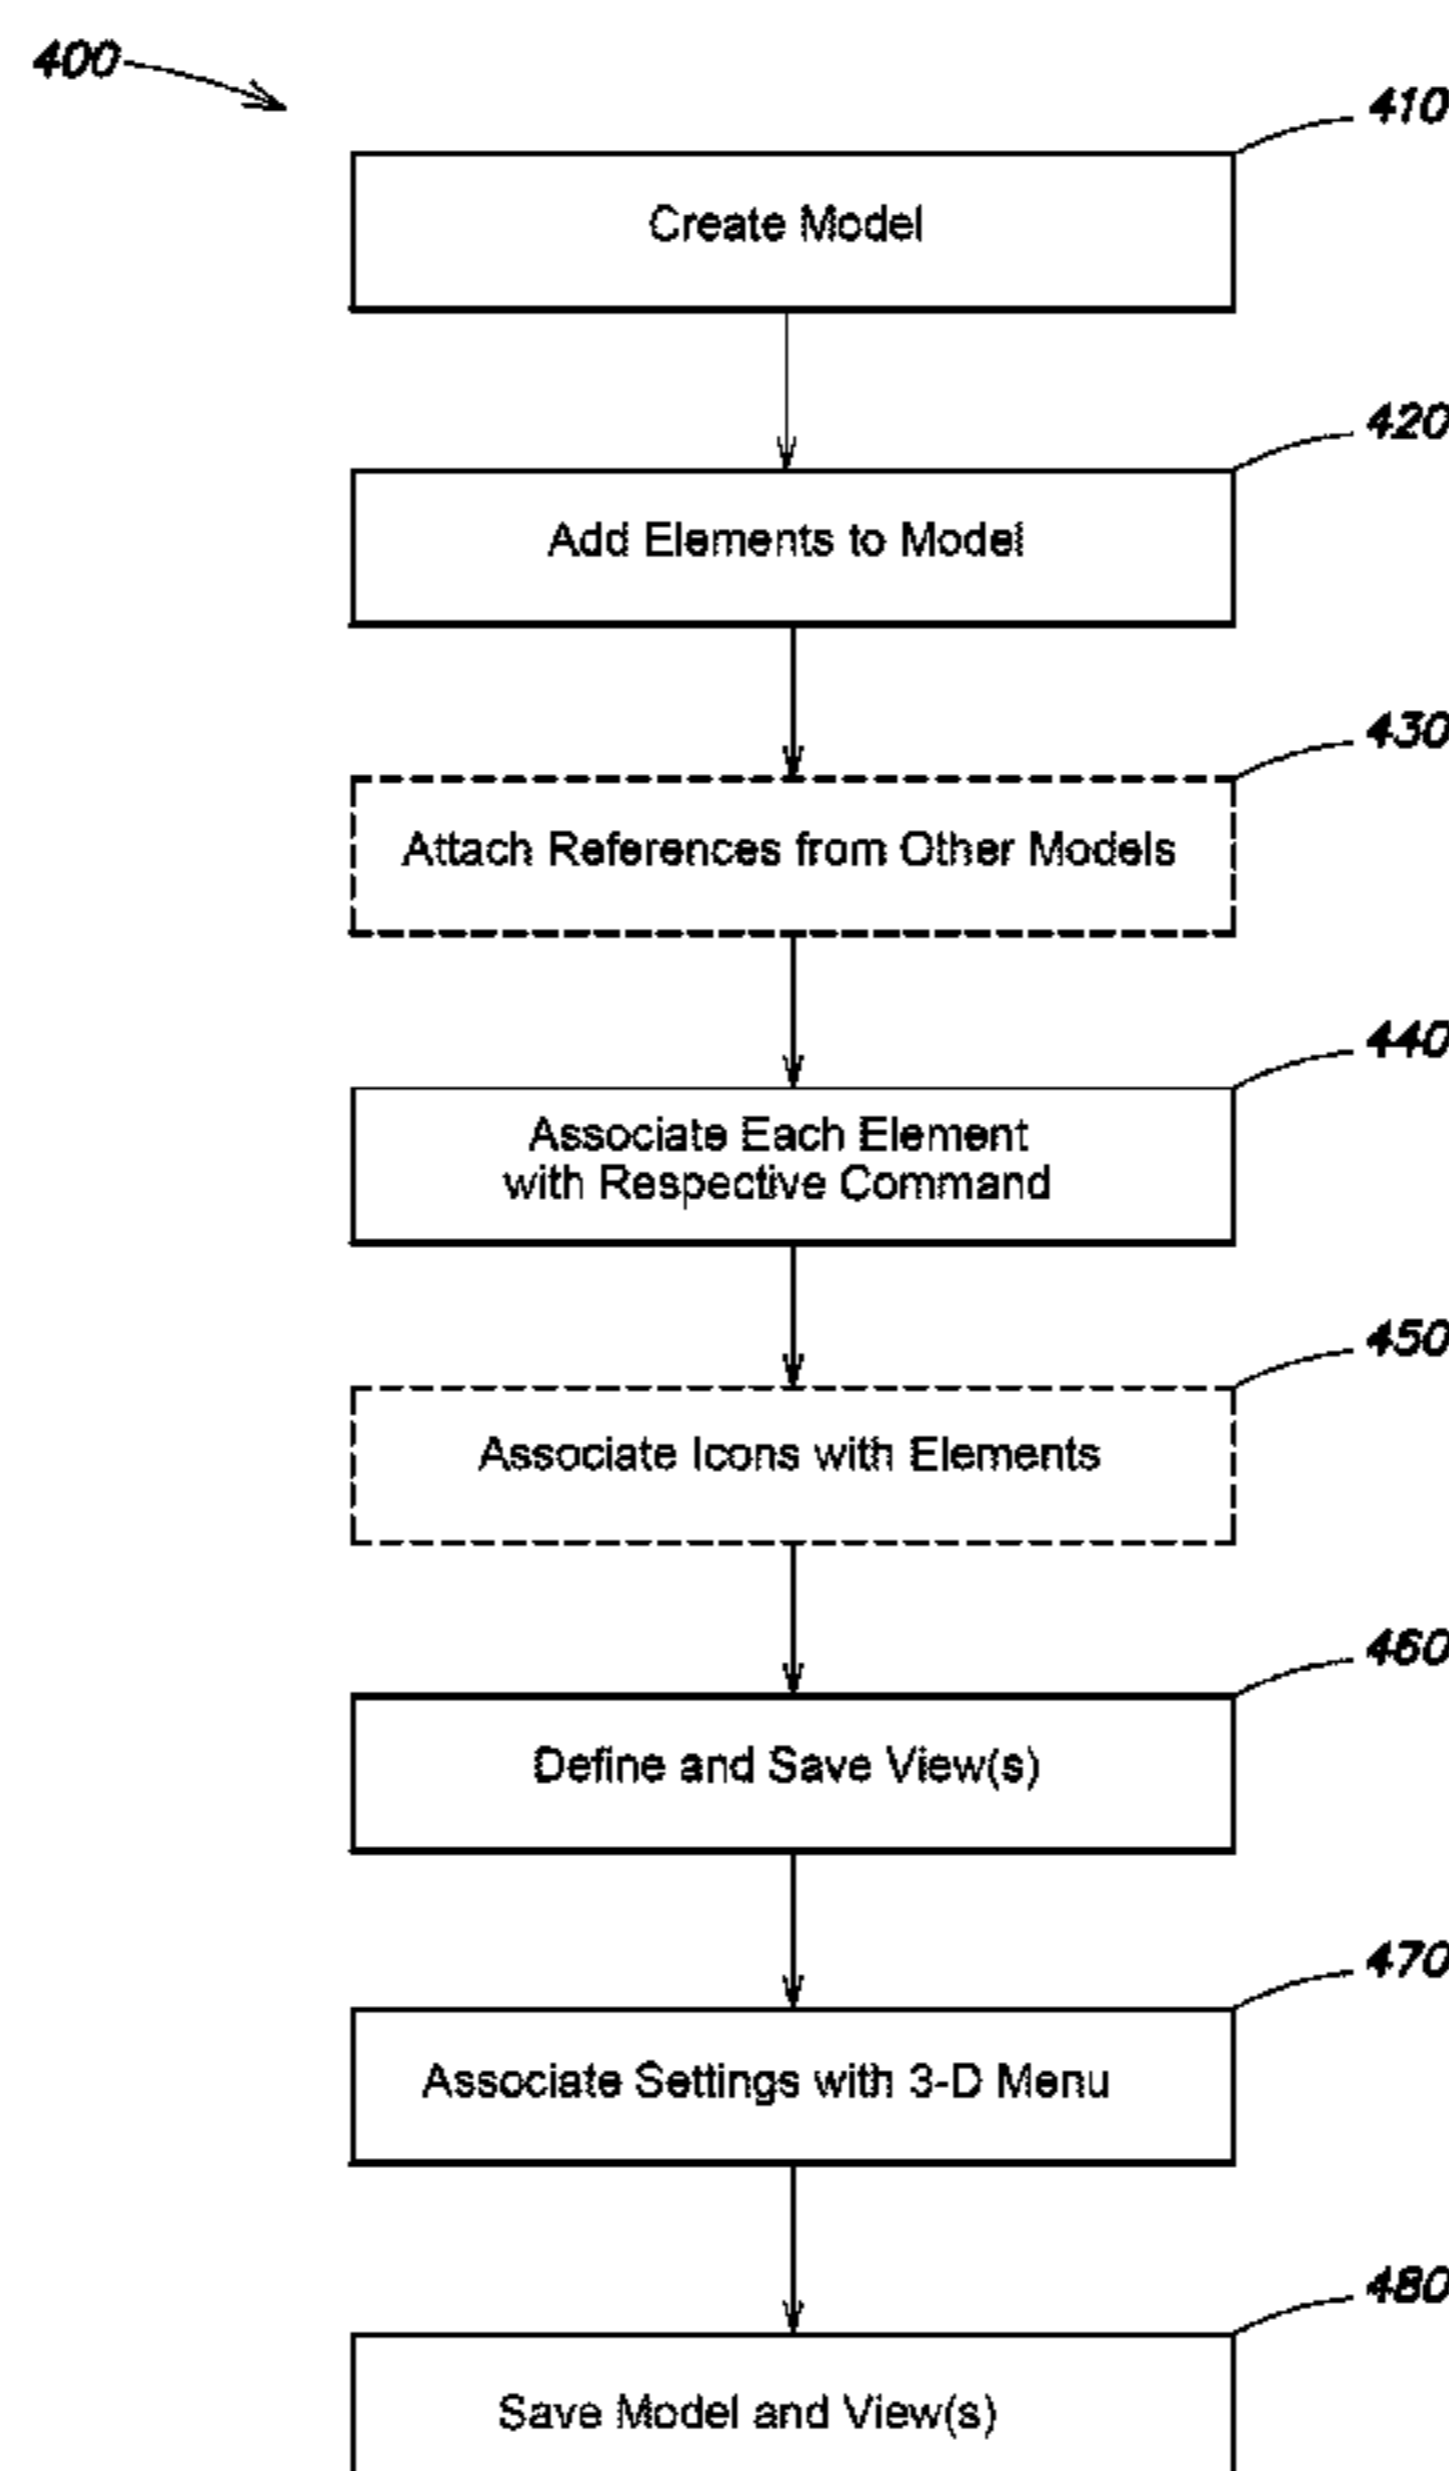 400
410
Create Model
420
Add Elements to Model
430
Attach References from Other Models
440
Associate Each Element
with Respective Command
450
Associate Icons with Elements
460
Define and Save View(s)
470
Associate Settings with 3-D Menu
480
Save Model and View(s)